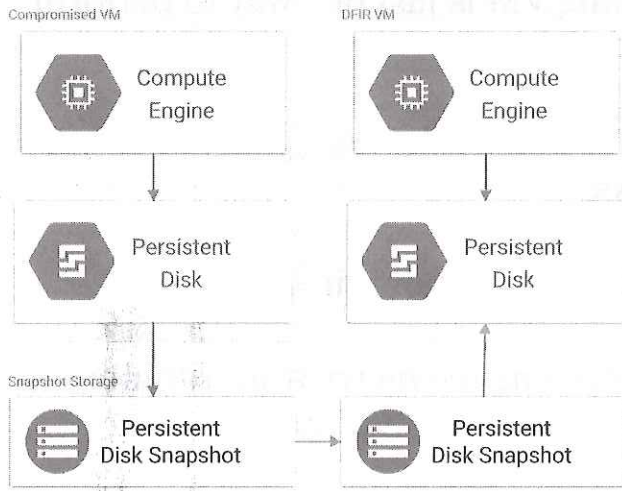 Compromised VM
Compute
Engine
Persistent
Disk
Snapshot Storage
Persistent
Disk Snapshot
DFIR VM
Compute
Engine
Persistent
Disk
Persistent
Disk Snapshot